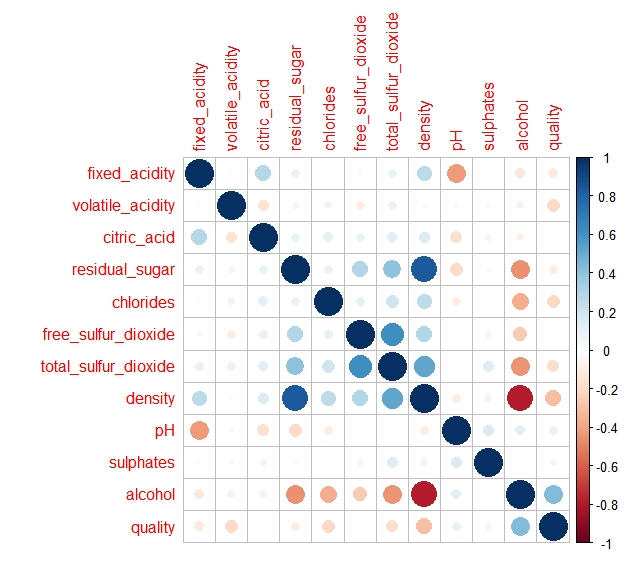 fixed_acidity
volatile_acidity
citric_acid
residual_sugar
chlorides
free_sulfur_dioxide
total_sulfur_dioxide
density
pH
sulphates
alcohol
quality
fixed_acidity
volatile_acidity
citric_acid
residual_sugar
chlorides
free_sulfur_dioxide
total_sulfur_dioxide
density
pH
sulphates
alcohol
quality
1
0.8
0.6
0.4
0.2
0
-0.2
-0.4
-0.6
-0.8
-1